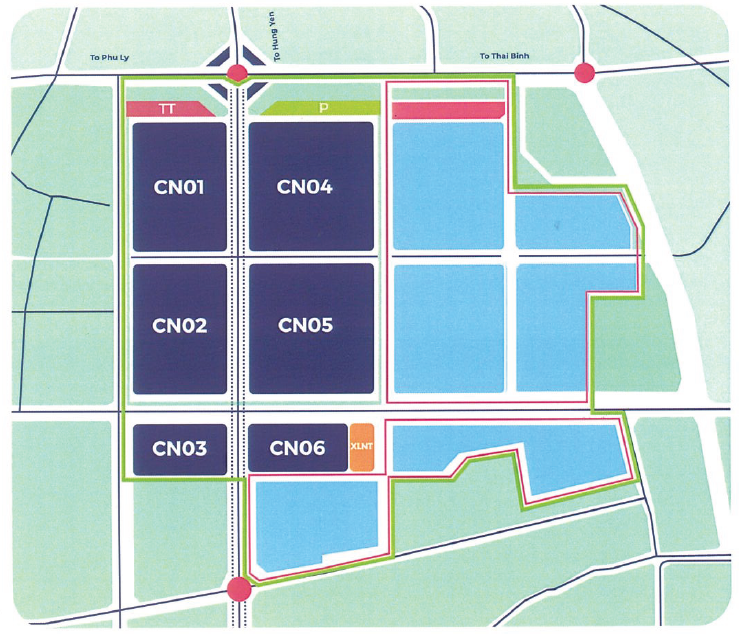 To Hung Yen
To Phu Ly
To Thai Binh
TT
P
CN01
CN04
CN02
CN05
CN03
CN06
XLNT